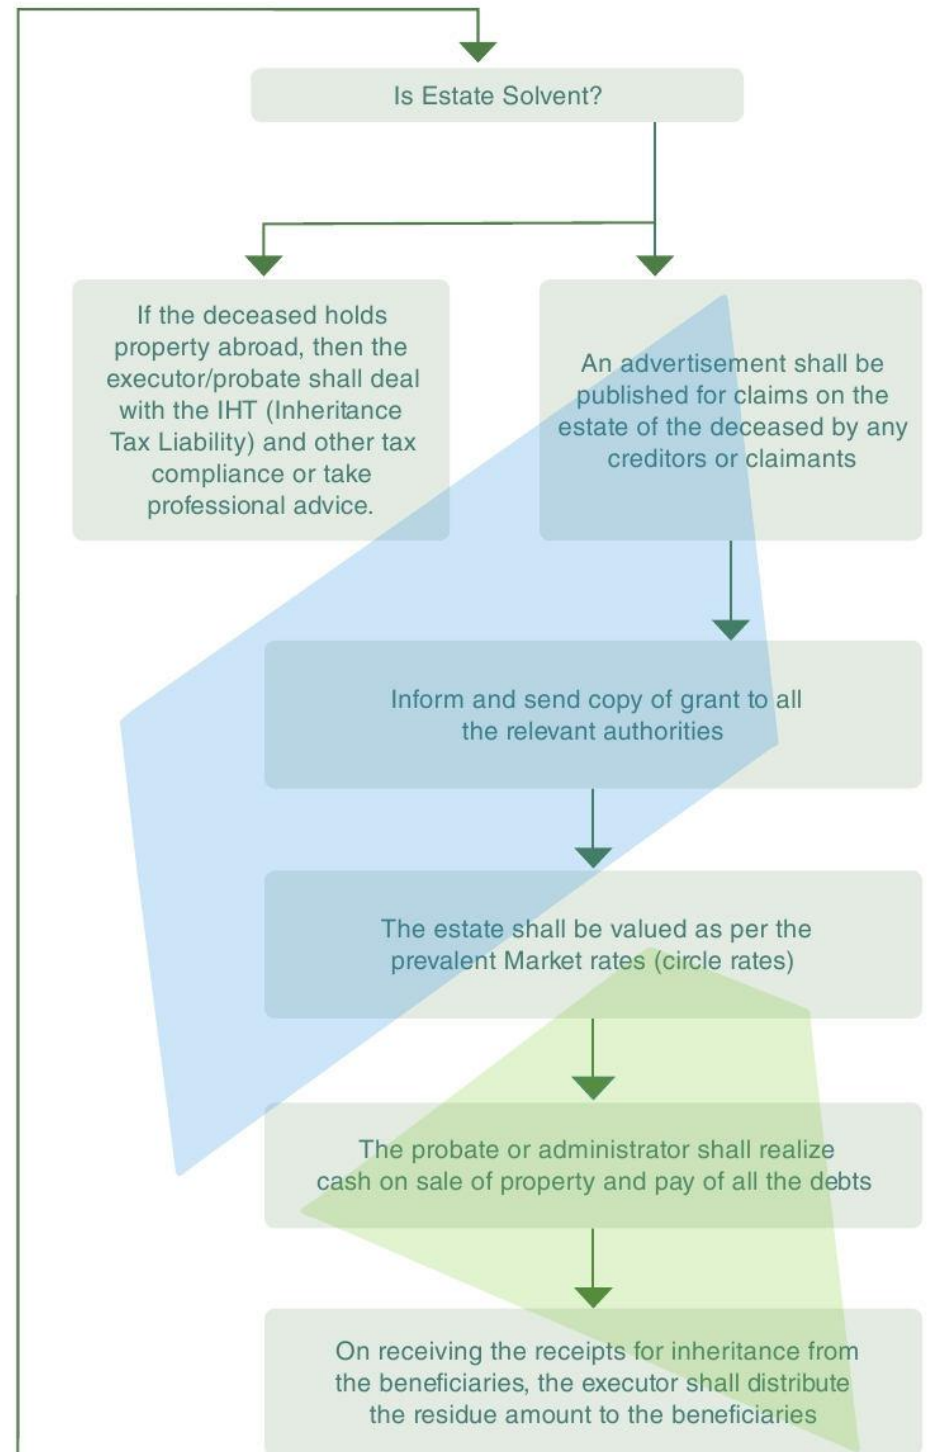 Is Estate Solvent?
If the deceased holds
property abroad, then the
executor/probate shall deal
with the IHT (Inheritance
Tax Liability) and other tax
compliance or take
professional advice.
An advertisement shall be
published for claims on the
estate of the deceased by any
creditors or claimants
Inform and send copy of grant to all
the relevant authorities
The estate shall be valued as per the
prevalent Market rates (circle rates)
The probate or administrator shall realize
cash on sale of property and pay of all the debts
On receiving the receipts for inheritance from
the beneficiaries, the executor shall distribute
the residue amount to the beneficiaries